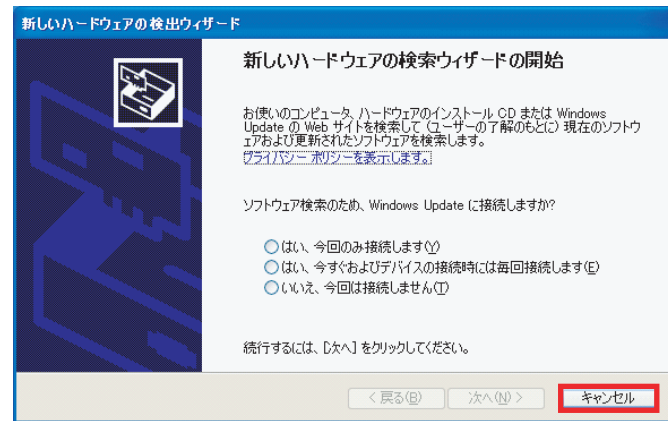 新しいハードウェアの検出ウィザード
新しいハードウェアの検索ウィザードの開始
お使いのコンピュータ、ハードウェアのインストール CD または Windows
Update の Web サイトを検索して (ユーザーの了解のもとに) 現在のソフトウ
ェアおよび更新されたソフトウェアを検索します。
プライバシー ポリシーを表示します。
ソフトウェア検索のため、Windows Update に接続しますか?
はい、今回のみ接続します(Y)
はい、今すぐおよびデバイスの接続時には毎回接続します(E)
いいえ、今回は接続しません(T)
続行するには、[次へ] をクリックしてください。
< 戻る(B) 次へ(N) > キャンセル